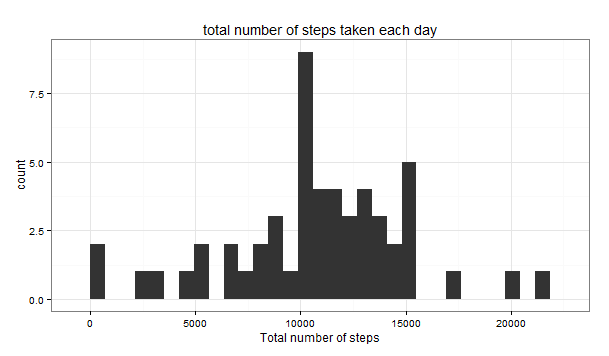 total number of steps taken each day
count
7.5
5.0
2.5
0.0
0 5000 10000 15000 20000
Total number of steps